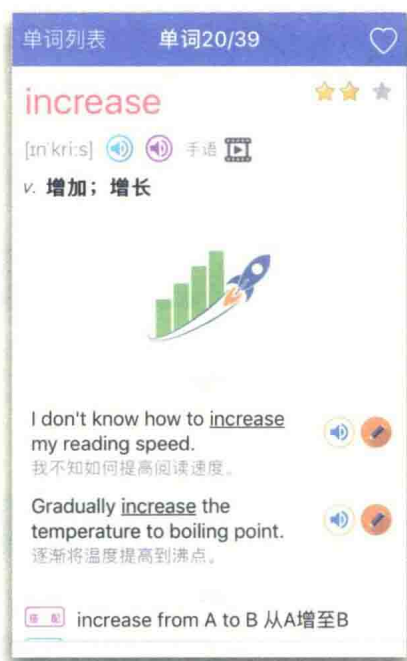 单词列表 单词20/39
increase
[ɪnˈkriːs] 手语
v. 增加；增长
I don't know how to increase
my reading speed.
我不知如何提高阅读速度。
Gradually increase the
temperature to boiling point.
逐渐将温度提高到沸点。
搭配 increase from A to B 从A增至B